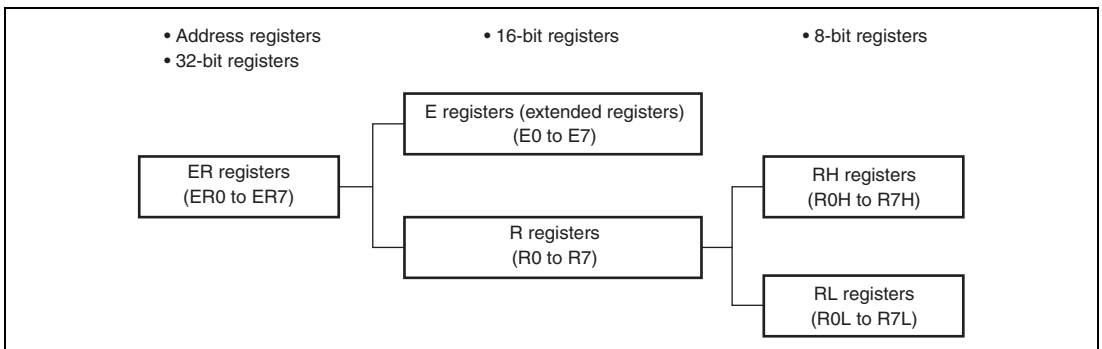 • Address registers
• 32-bit registers
• 16-bit registers
• 8-bit registers
E registers (extended registers)
(E0 to E7)
ER registers
(ER0 to ER7)
RH registers
(R0H to R7H)
R registers
(R0 to R7)
RL registers
(R0L to R7L)